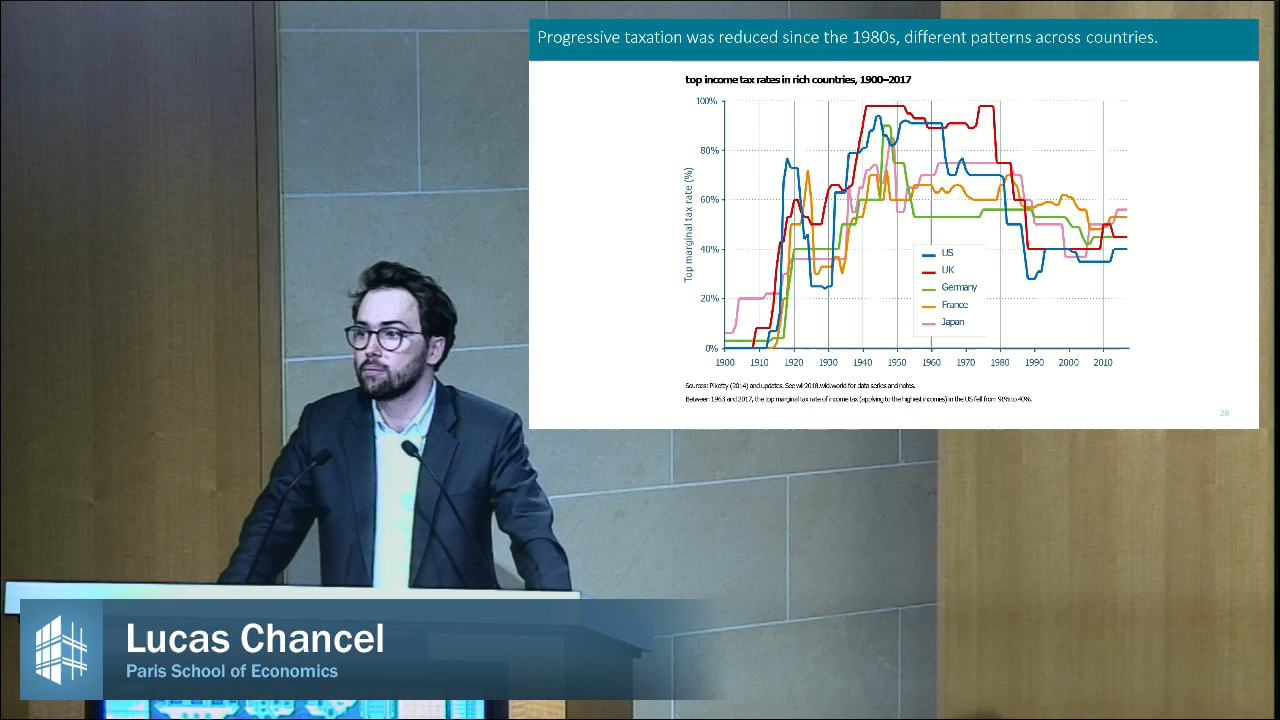 Progressive taxation was reduced since the 1980s, different patterns across countries.
top income tax rates in rich countries, 1900–2017
Top marginal tax rate (%)
100%
80%
60%
40%
20%
0%
1900 1910 1920 1930 1940 1950 1960 1970 1980 1990 2000 2010
US
UK
Germany
France
Japan
Sources: Piketty (2014) and updates. See wir2018.wid.world for data series and notes.
Between 1963 and 2017, the top marginal tax rate of income tax (applying to the highest incomes) in the US fell from 91% to 40%.
28
Lucas Chancel
Paris School of Economics